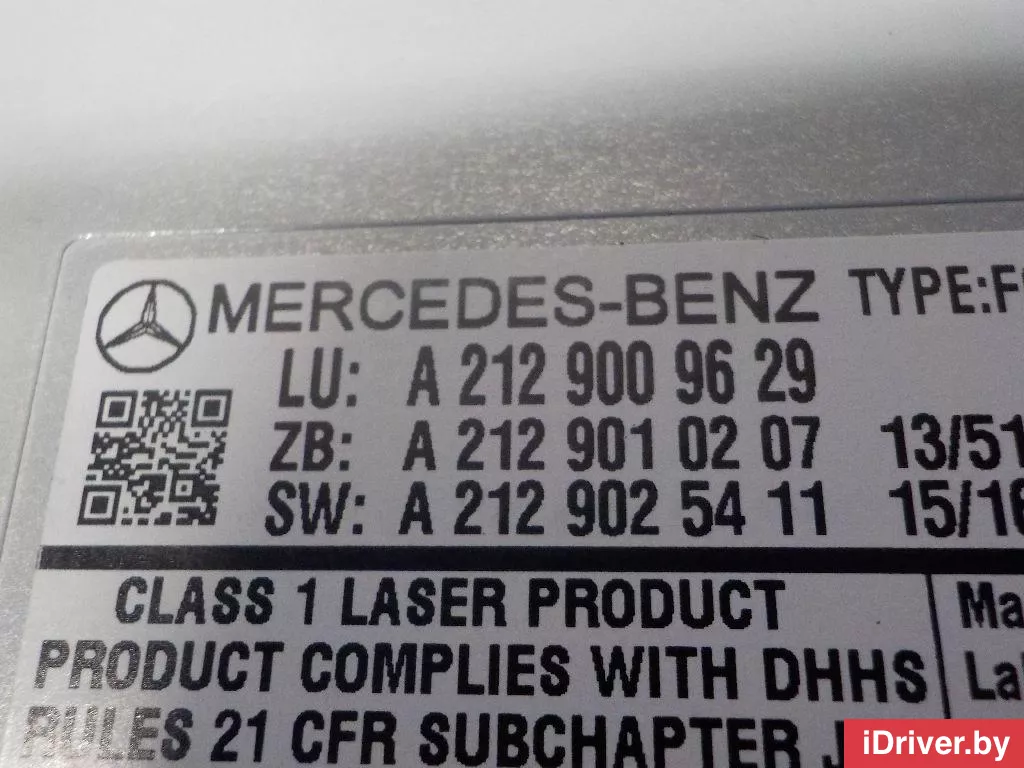 MERCEDES-BENZ TYPE:F
LU: A 212 900 96 29
ZB: A 212 901 02 07 13/51
SW: A 212 902 54 11 15/16
CLASS 1 LASER PRODUCT Ma
PRODUCT COMPLIES WITH DHHS La
RULES 21 CFR SUBCHAPTER J
iDriver.by